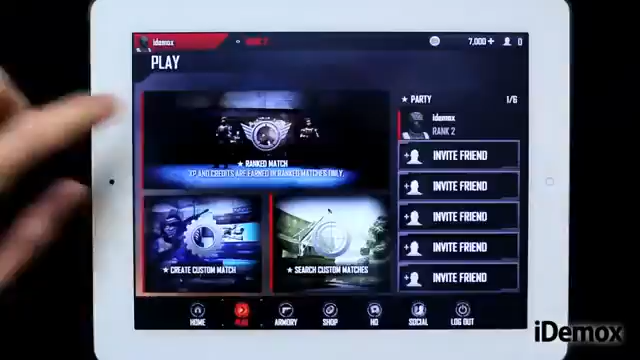 idemox
RANK 2
7,000 +
0
PLAY
★ RANKED MATCH
XP AND CREDITS ARE EARNED IN RANKED MATCHES ONLY.
★ CREATE CUSTOM MATCH
★ SEARCH CUSTOM MATCHES
★ PARTY 1/6
idemox
RANK 2
INVITE FRIEND
INVITE FRIEND
INVITE FRIEND
INVITE FRIEND
INVITE FRIEND
HOME
PLAY
ARMORY
SHOP
HQ
SOCIAL
LOG OUT
iDemox